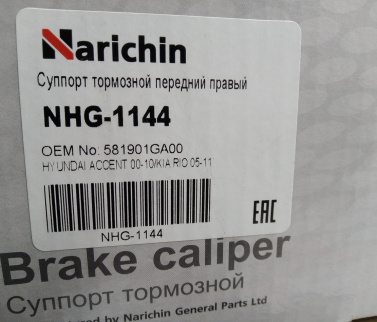 Narichin
Суппорт тормозной передний правый
NHG-1144
OEM No: 581901GA00
HYUNDAI ACCENT 00-10/KIA RIO 05-11
EAC
NHG-1144
Brake caliper
Суппорт тормозной
by Narichin General Parts Ltd